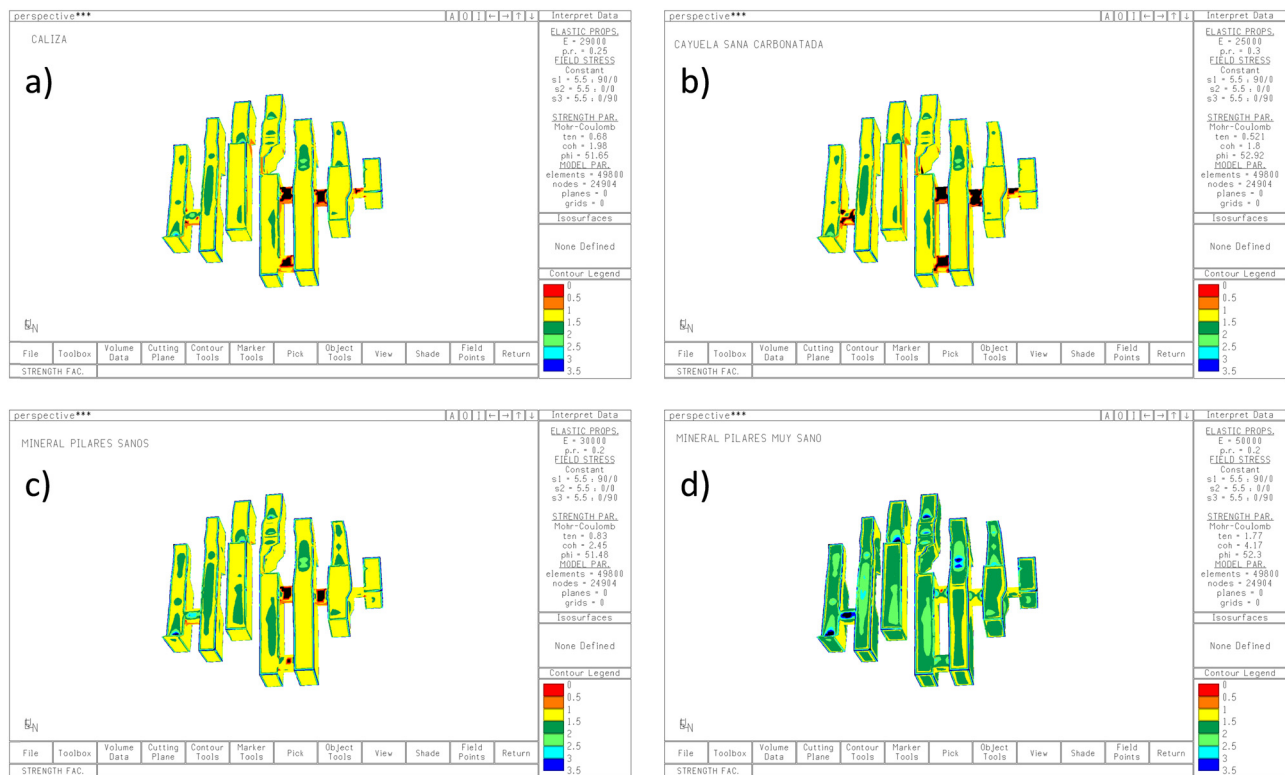 perspective*** A O I ← → ↑ ↓ Interpret Data
CALIZA
a)
ELASTIC PROPS.
E = 29000
p.r. = 0.25
FIELD STRESS
Constant
s1 = 5.5 : 90/0
s2 = 5.5 : 0/0
s3 = 5.5 : 0/90
STRENGTH PAR.
Mohr-Coulomb
ten = 0.68
coh = 1.98
phi = 51.65
MODEL PAR.
elements = 49800
nodes = 24904
planes = 0
grids = 0
Isosurfaces
None Defined
Contour Legend
0
0.5
1
1.5
2
2.5
3
3.5
N
File Toolbox Volume Data Cutting Plane Contour Tools Marker Tools Pick Object Tools View Shade Field Points Return
STRENGTH FAC.
perspective*** A O I ← → ↑ ↓ Interpret Data
CAYUELA SANA CARBONATADA
b)
ELASTIC PROPS.
E = 25000
p.r. = 0.3
FIELD STRESS
Constant
s1 = 5.5 : 90/0
s2 = 5.5 : 0/0
s3 = 5.5 : 0/90
STRENGTH PAR.
Mohr-Coulomb
ten = 0.521
coh = 1.8
phi = 52.92
MODEL PAR.
elements = 49800
nodes = 24904
planes = 0
grids = 0
Isosurfaces
None Defined
Contour Legend
0
0.5
1
1.5
2
2.5
3
3.5
N
File Toolbox Volume Data Cutting Plane Contour Tools Marker Tools Pick Object Tools View Shade Field Points Return
STRENGTH FAC.
perspective*** A O I ← → ↑ ↓ Interpret Data
MINERAL PILARES SANOS
c)
ELASTIC PROPS.
E = 30000
p.r. = 0.2
FIELD STRESS
Constant
s1 = 5.5 : 90/0
s2 = 5.5 : 0/0
s3 = 5.5 : 0/90
STRENGTH PAR.
Mohr-Coulomb
ten = 0.83
coh = 2.45
phi = 51.48
MODEL PAR.
elements = 49800
nodes = 24904
planes = 0
grids = 0
Isosurfaces
None Defined
Contour Legend
0
0.5
1
1.5
2
2.5
3
3.5
N
File Toolbox Volume Data Cutting Plane Contour Tools Marker Tools Pick Object Tools View Shade Field Points Return
STRENGTH FAC.
perspective*** A O I ← → ↑ ↓ Interpret Data
MINERAL PILARES MUY SANO
d)
ELASTIC PROPS.
E = 50000
p.r. = 0.2
FIELD STRESS
Constant
s1 = 5.5 : 90/0
s2 = 5.5 : 0/0
s3 = 5.5 : 0/90
STRENGTH PAR.
Mohr-Coulomb
ten = 1.77
coh = 4.17
phi = 52.3
MODEL PAR.
elements = 49800
nodes = 24904
planes = 0
grids = 0
Isosurfaces
None Defined
Contour Legend
0
0.5
1
1.5
2
2.5
3
3.5
N
File Toolbox Volume Data Cutting Plane Contour Tools Marker Tools Pick Object Tools View Shade Field Points Return
STRENGTH FAC.